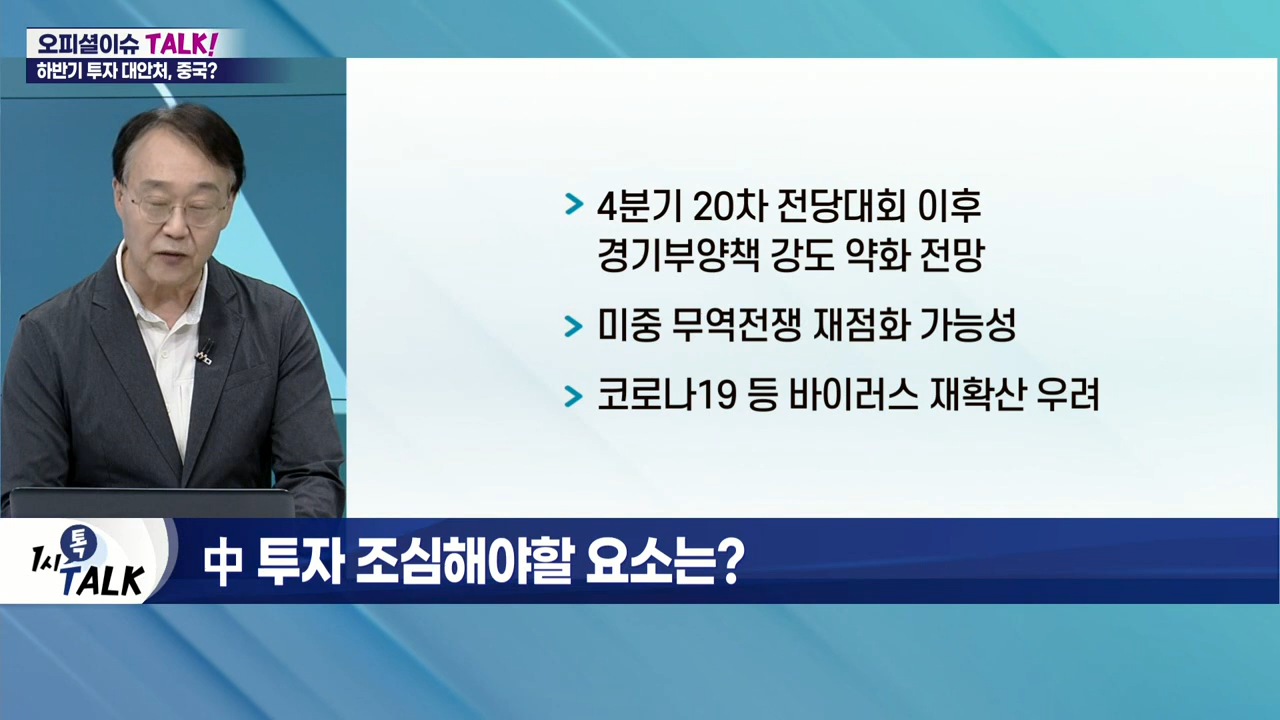 오피셜이슈 TALK!
하반기 투자 대안처, 중국?
> 4분기 20차 전당대회 이후
경기부양책 강도 약화 전망
> 미중 무역전쟁 재점화 가능성
> 코로나19 등 바이러스 재확산 우려
1시 톡 TALK
中 투자 조심해야할 요소는?